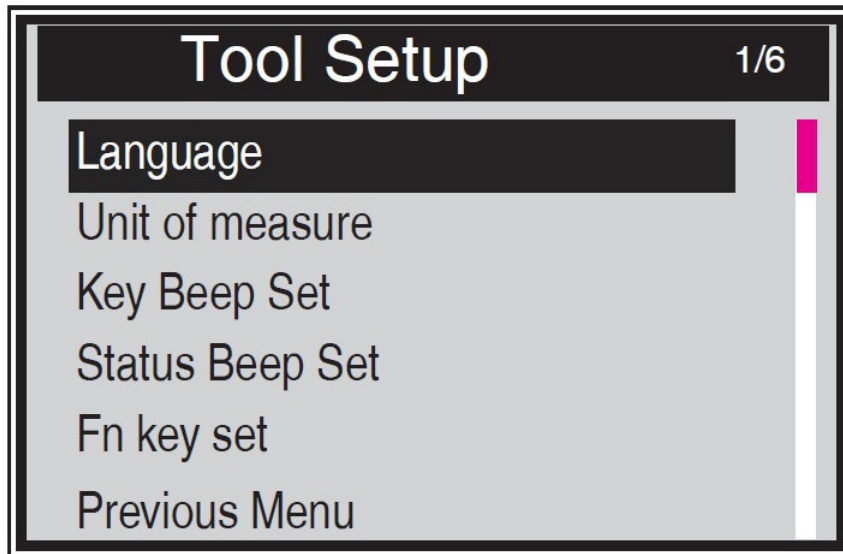 Tool Setup 1/6
Language
Unit of measure
Key Beep Set
Status Beep Set
Fn key set
Previous Menu